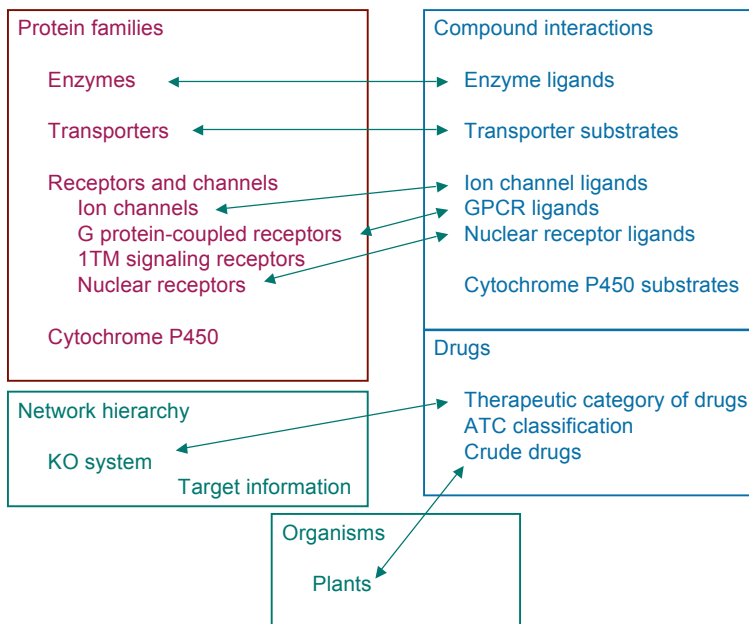 Protein families
Enzymes
Transporters
Receptors and channels
Ion channels
G protein-coupled receptors
1TM signaling receptors
Nuclear receptors
Cytochrome P450
Compound interactions
Enzyme ligands
Transporter substrates
Ion channel ligands
GPCR ligands
Nuclear receptor ligands
Cytochrome P450 substrates
Network hierarchy
KO system
Target information
Drugs
Therapeutic category of drugs
ATC classification
Crude drugs
Organisms
Plants